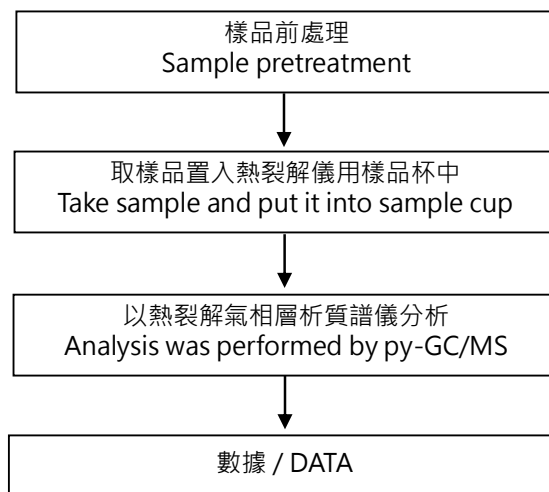 樣品前處理
Sample pretreatment
取樣品置入熱裂解儀用樣品杯中
Take sample and put it into sample cup
以熱裂解氣相層析質譜儀分析
Analysis was performed by py-GC/MS
數據 / DATA